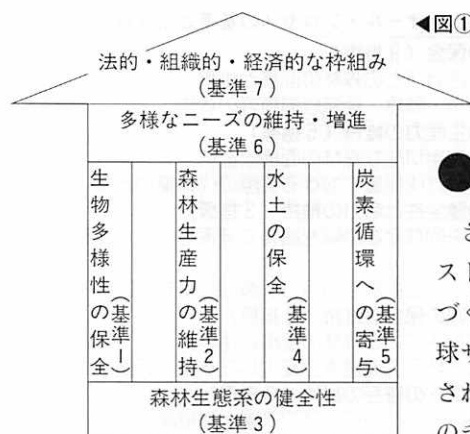 ◀図①
法的・組織的・経済的な枠組み
(基準7)
多様なニーズの維持・増進
(基準6)
生物多様性の保全(基準1)
森林生産力の維持(基準2)
水土の保全(基準4)
炭素循環への寄与(基準5)
森林生態系の健全性
(基準3)
スト
づく
球サ
され